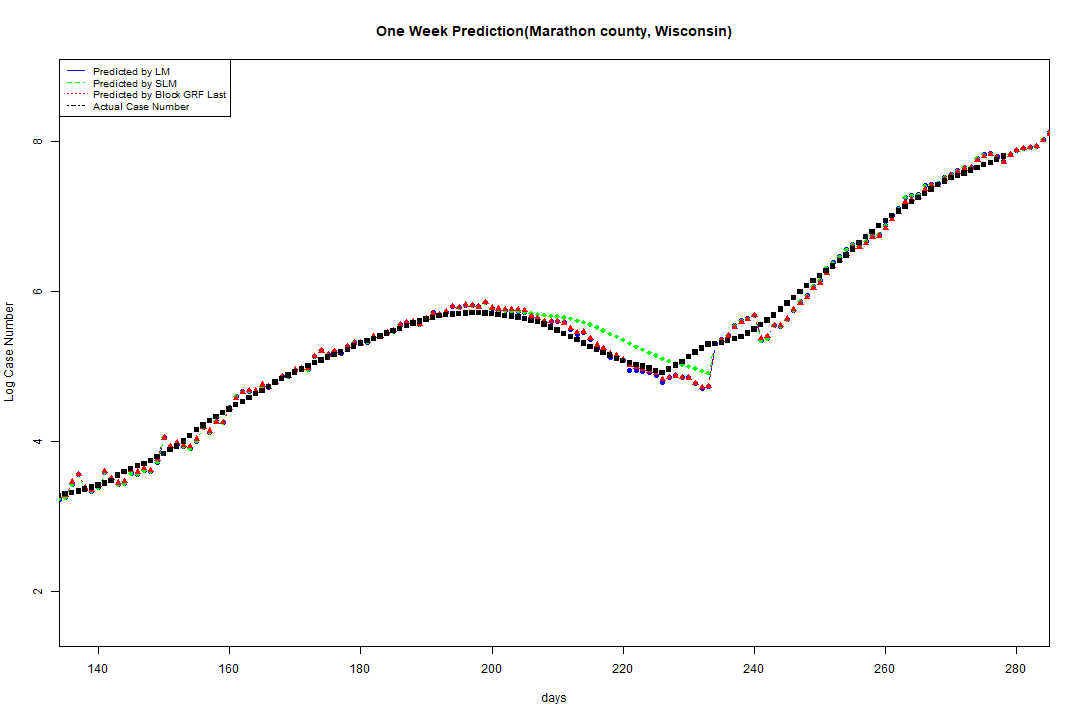 One Week Prediction(Marathon county, Wisconsin)
Predicted by LM
Predicted by SLM
Predicted by Block GRF Last
Actual Case Number
8
6
4
2
Log Case Number
140 160 180 200 220 240 260 280
days